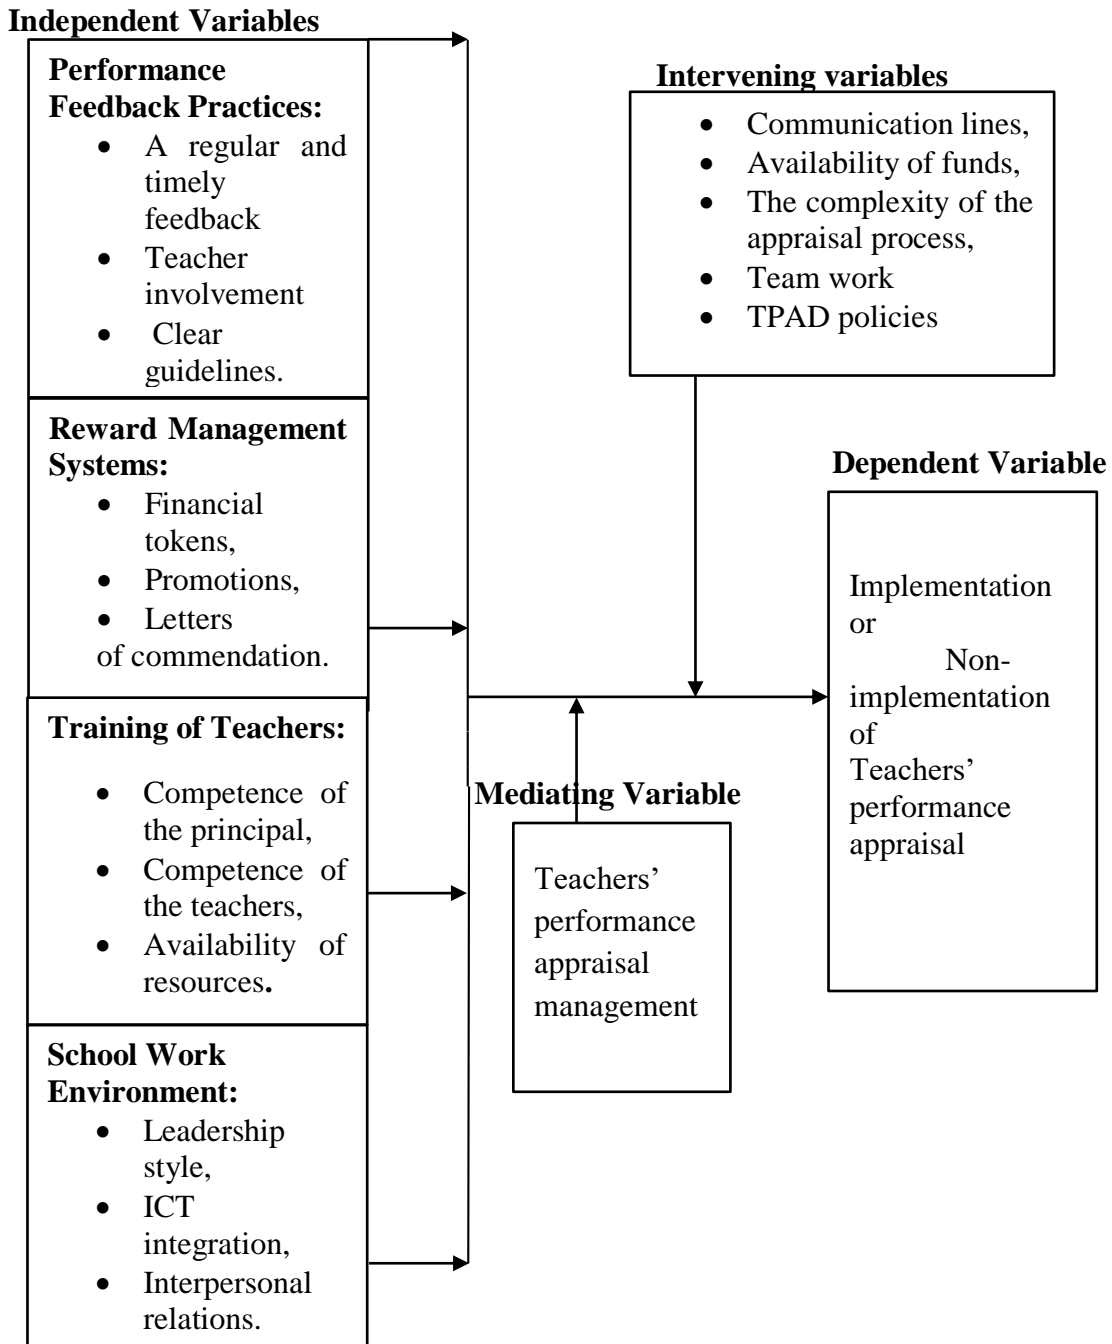 Independent Variables
Performance
Feedback Practices:
• A regular and
timely
feedback
• Teacher
involvement
• Clear
guidelines.
Reward Management
Systems:
• Financial
tokens,
• Promotions,
• Letters
of commendation.
Training of Teachers:
• Competence of
the principal,
• Competence of
the teachers,
• Availability of
resources.
School Work
Environment:
• Leadership
style,
• ICT
integration,
• Interpersonal
relations.
Intervening variables
• Communication lines,
• Availability of funds,
• The complexity of the
appraisal process,
• Team work
• TPAD policies
Mediating Variable
Teachers’
performance
appraisal
management
Dependent Variable
Implementation
or
Non-
implementation
of
Teachers’
performance
appraisal